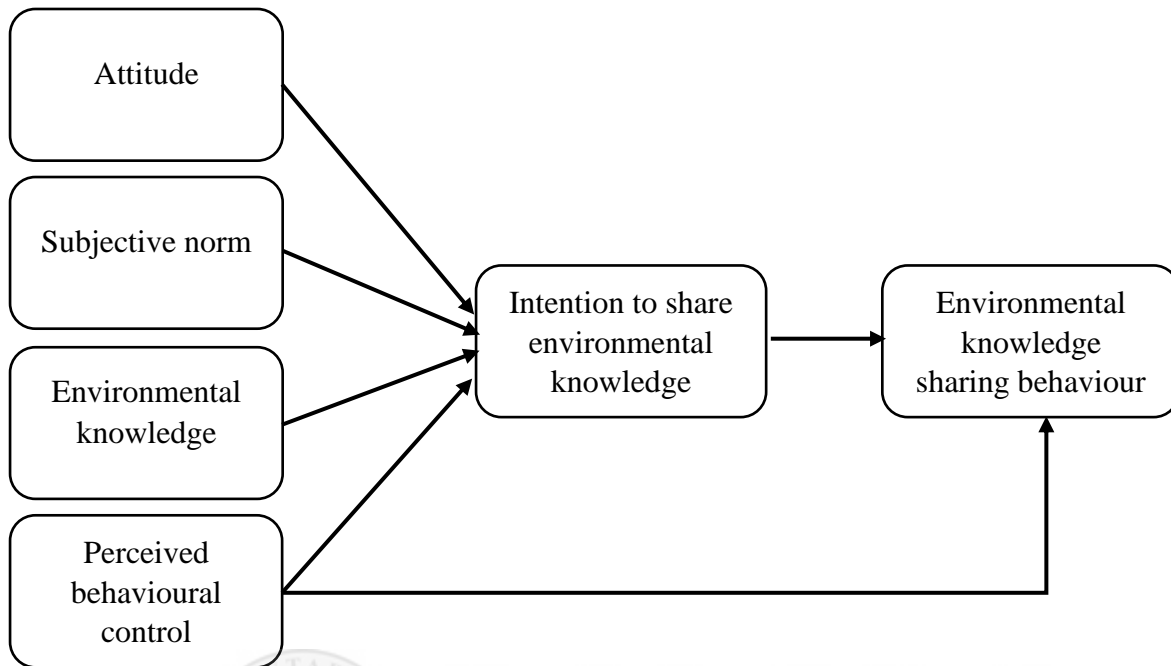 Attitude
Subjective norm
Environmental
knowledge
Perceived
behavioural
control
Intention to share
environmental
knowledge
Environmental
knowledge
sharing behaviour